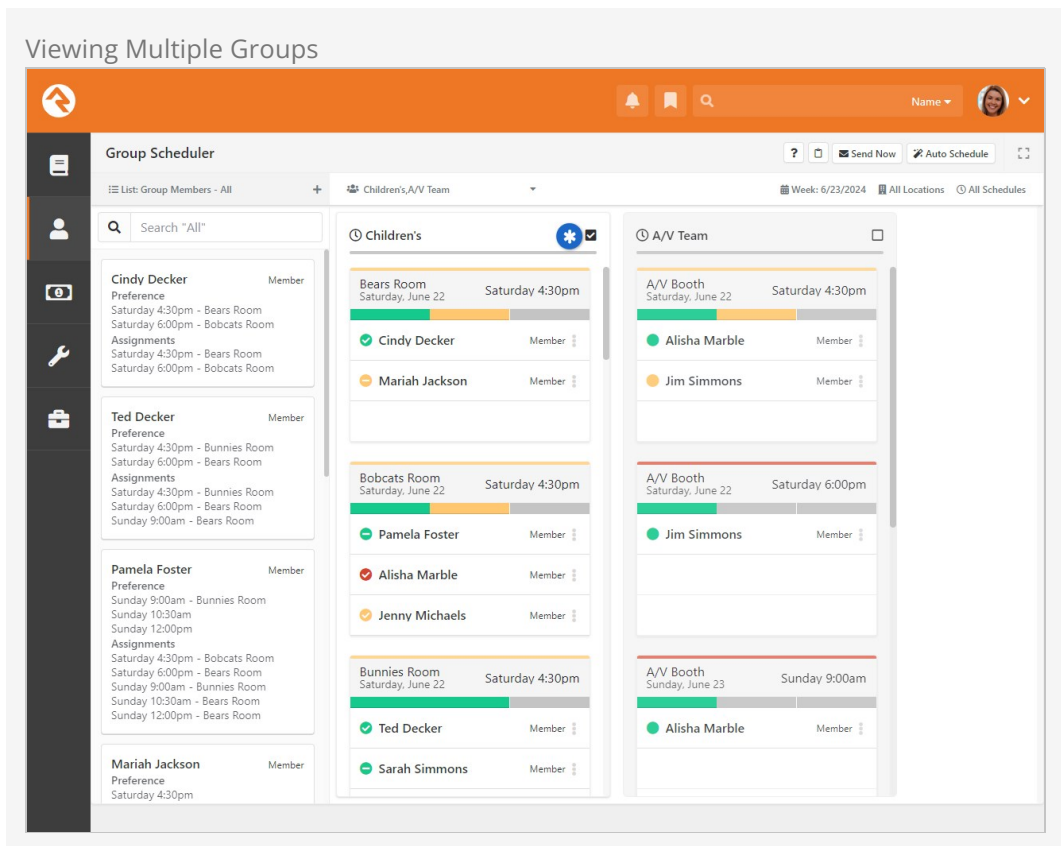 Viewing Multiple Groups
Name
Group Scheduler
? Send Now Auto Schedule
List: Group Members - All +
Children's,A/V Team
Week: 6/23/2024 All Locations All Schedules
Search "All"
Cindy Decker Member
Preference
Saturday 4:30pm - Bears Room
Saturday 6:00pm - Bobcats Room
Assignments
Saturday 4:30pm - Bears Room
Saturday 6:00pm - Bobcats Room
Ted Decker Member
Preference
Saturday 4:30pm - Bunnies Room
Saturday 6:00pm - Bears Room
Assignments
Saturday 4:30pm - Bunnies Room
Saturday 6:00pm - Bears Room
Sunday 9:00am - Bears Room
Pamela Foster Member
Preference
Sunday 9:00am - Bunnies Room
Sunday 10:30am
Sunday 12:00pm
Assignments
Saturday 4:30pm - Bobcats Room
Saturday 6:00pm - Bears Room
Sunday 9:00am - Bunnies Room
Sunday 10:30am - Bears Room
Sunday 12:00pm - Bears Room
Mariah Jackson Member
Preference
Saturday 4:30pm
Children's
Bears Room
Saturday, June 22 Saturday 4:30pm
Cindy Decker Member
Mariah Jackson Member
Bobcats Room
Saturday, June 22 Saturday 4:30pm
Pamela Foster Member
Alisha Marble Member
Jenny Michaels Member
Bunnies Room
Saturday, June 22 Saturday 4:30pm
Ted Decker Member
Sarah Simmons Member
A/V Team
A/V Booth
Saturday, June 22 Saturday 4:30pm
Alisha Marble Member
Jim Simmons Member
A/V Booth
Saturday, June 22 Saturday 6:00pm
Jim Simmons Member
A/V Booth
Sunday, June 23 Sunday 9:00am
Alisha Marble Member